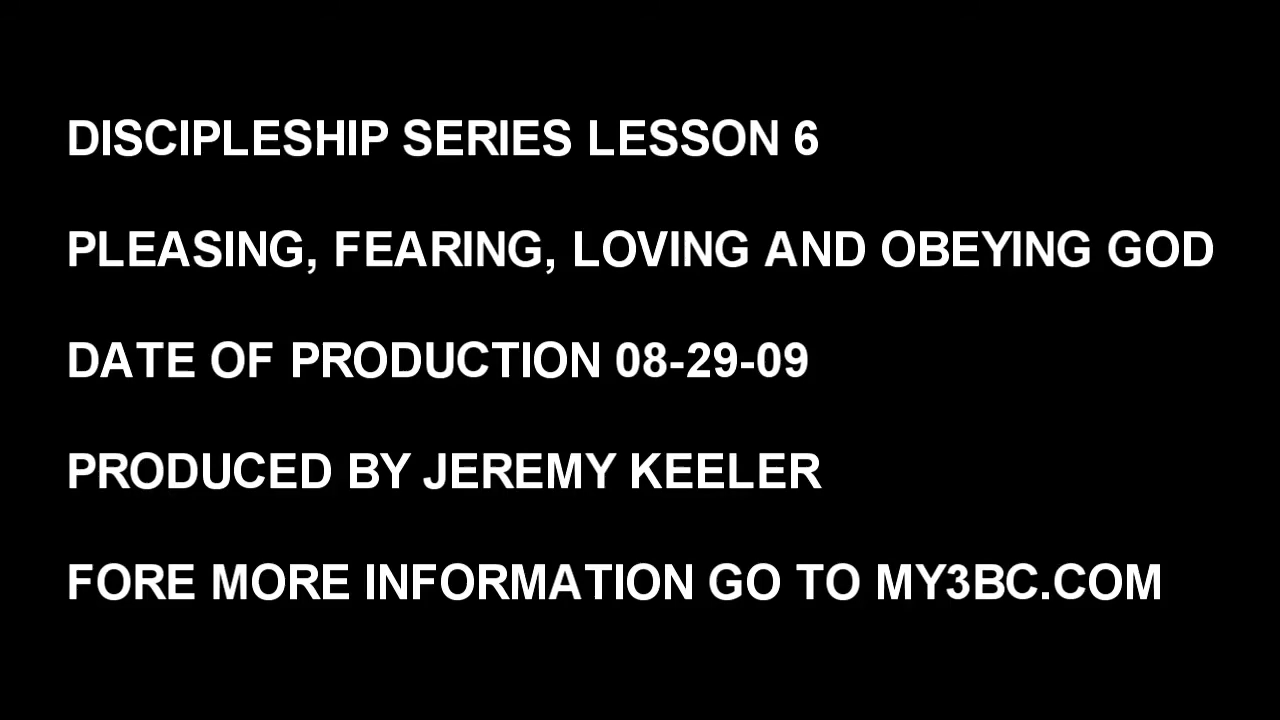 DISCIPLESHIP SERIES LESSON 6
PLEASING, FEARING, LOVING AND OBEYING GOD
DATE OF PRODUCTION 08-29-09
PRODUCED BY JEREMY KEELER
FORE MORE INFORMATION GO TO MY3BC.COM